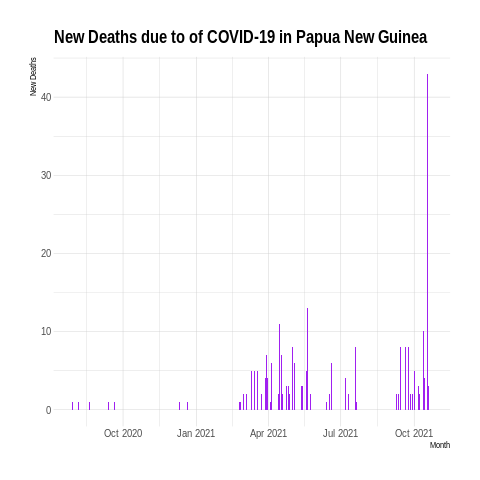 New Deaths due to of COVID-19 in Papua New Guinea
New Deaths
40
30
20
10
0
Oct 2020 Jan 2021 Apr 2021 Jul 2021 Oct 2021
Month